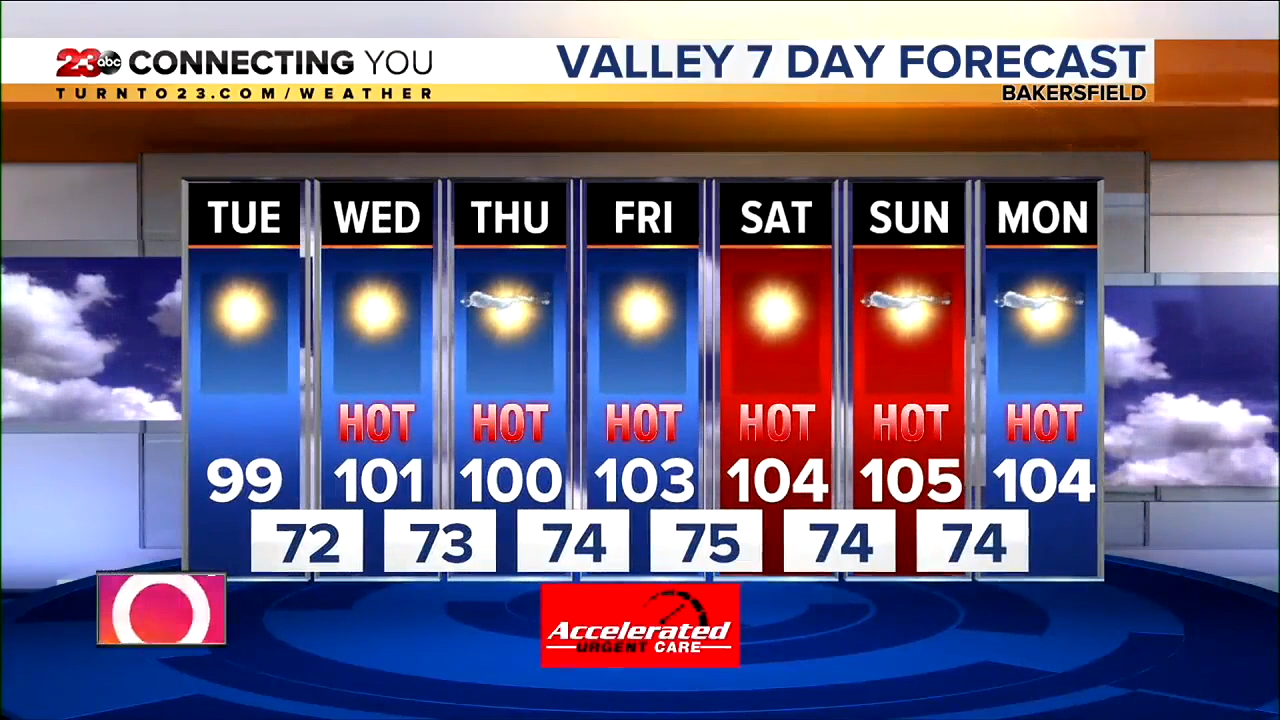 23 abc CONNECTING YOU
TURNTO23.COM/WEATHER
VALLEY 7 DAY FORECAST
BAKERSFIELD
TUE WED THU FRI SAT SUN MON
HOT HOT HOT HOT HOT HOT
99 101 100 103 104 105 104
72 73 74 75 74 74
Accelerated
URGENT CARE